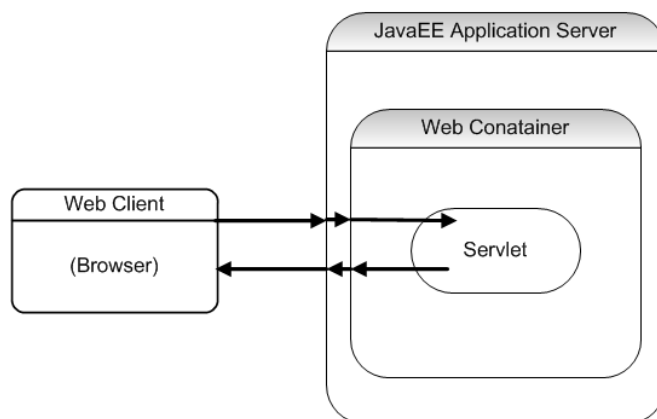 JavaEE Application Server
Web Conatainer
Web Client
(Browser)
Servlet